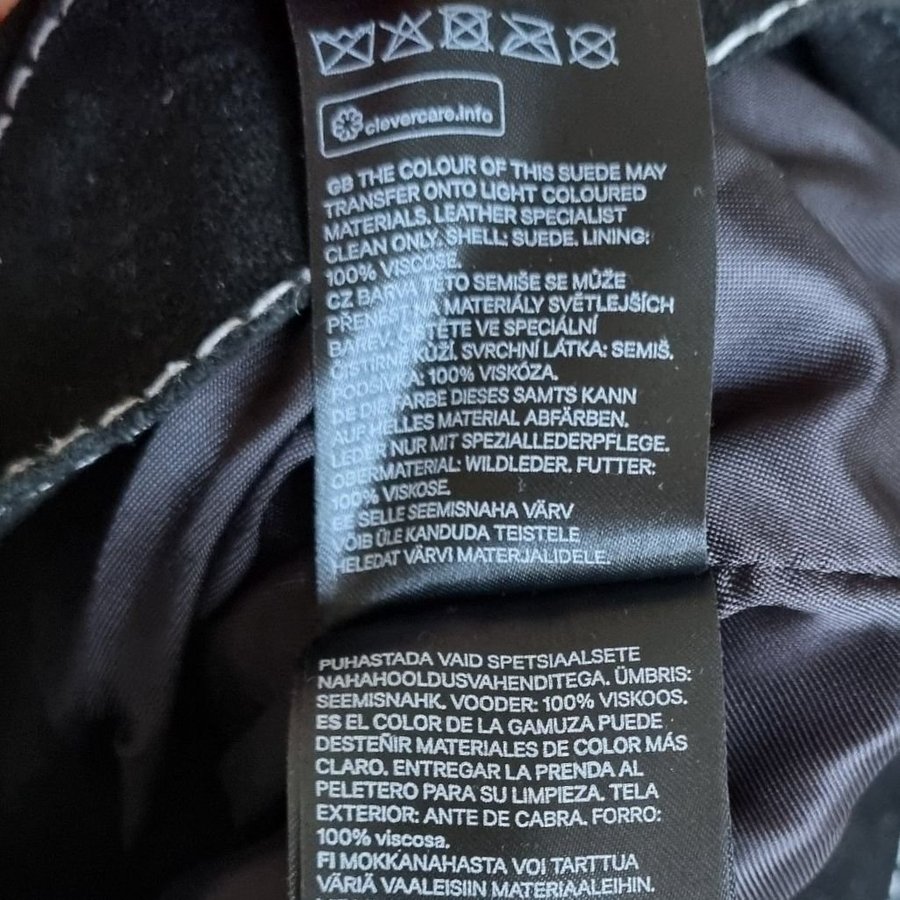 clevercare.info
GB THE COLOUR OF THIS SUEDE MAY
TRANSFER ONTO LIGHT COLOURED
MATERIALS. LEATHER SPECIALIST
CLEAN ONLY. SHELL: SUEDE. LINING:
100% VISCOSE.
CZ BARVA TÉTO SEMIŠE SE MŮŽE
PŘENÉST NA MATERIÁLY SVĚTLEJŠÍCH
BAREV. ČISTĚTE VE SPECIÁLNÍ
ČISTÍRNĚ KŮŽÍ. SVRCHNÍ LÁTKA: SEMIŠ.
PODŠÍVKA: 100% VISKÓZA.
DE DIE FARBE DIESES SAMTS KANN
AUF HELLES MATERIAL ABFÄRBEN.
LEDER NUR MIT SPEZIALLEDERPFLEGE.
OBERMATERIAL: WILDLEDER. FUTTER:
100% VISKOSE.
EE SELLE SEEMISNAHA VÄRV
VÕIB ÜLE KANDUDA TEISTELE
HELEDAT VÄRVI MATERJALIDELE.
PUHASTADA VAID SPETSIAALSETE
NAHAHOOLDUSVAHENDITEGA. ÜMBRIS:
SEEMISNAHK. VOODER: 100% VISKOOS.
ES EL COLOR DE LA GAMUZA PUEDE
DESTEÑIR MATERIALES DE COLOR MÁS
CLARO. ENTREGAR LA PRENDA AL
PELETERO PARA SU LIMPIEZA. TELA
EXTERIOR: ANTE DE CABRA. FORRO:
100% viscosa.
FI MOKKANAHASTA VOI TARTTUA
VÄRIÄ VAALEISIIN MATERIAALEIHIN.